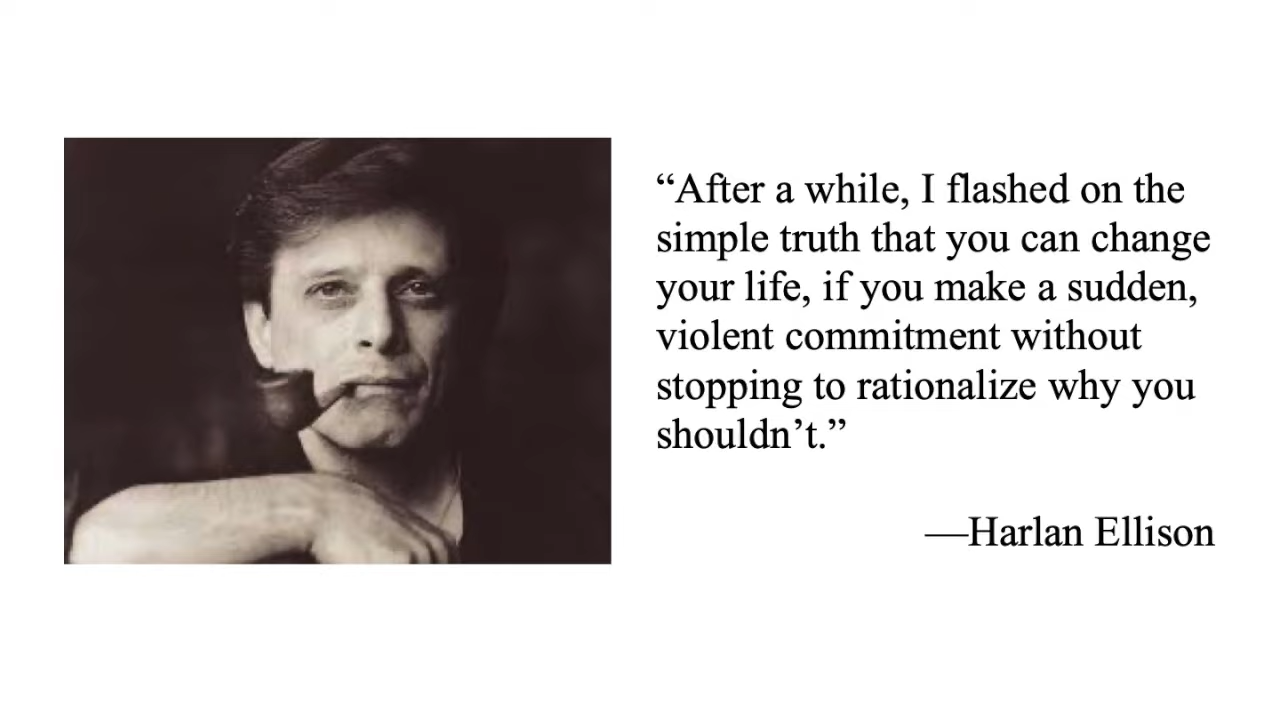 “After a while, I flashed on the
simple truth that you can change
your life, if you make a sudden,
violent commitment without
stopping to rationalize why you
shouldn’t.”
—Harlan Ellison